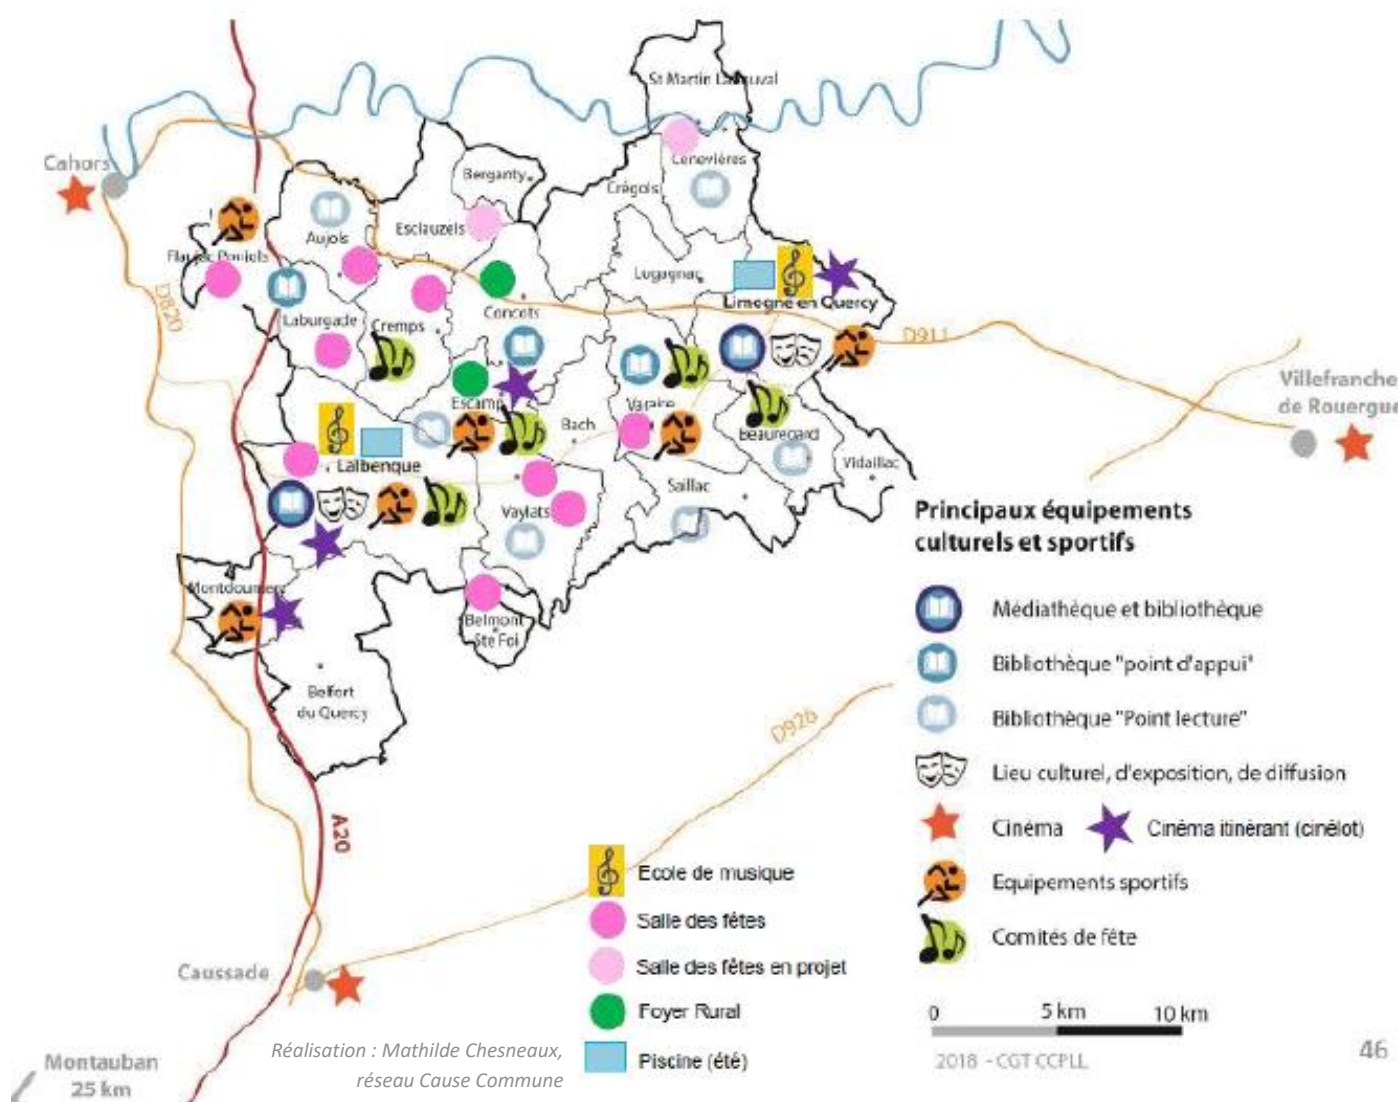 St Martin Labouval
Cahors
Cenevières
Berganty
Crégols
Esclauzels
Aujols
Flaujac Poujols
Lugagnac
Limogne en Quercy
D820
Laburgade
Cremps
Concots
D911
Villefranche
de Rouergue
Escamps
Varaire
Bach
Beauregard
Vidaillac
Lalbenque
Saillac
Vaylats
Montdoumerc
Belmont
Ste Foi
Belfort
du Quercy
D926
A20
Caussade
Montauban
25 km
Principaux équipements
culturels et sportifs
Médiathèque et bibliothèque
Bibliothèque "point d'appui"
Bibliothèque "Point lecture"
Lieu culturel, d'exposition, de diffusion
Cinéma
Cinéma itinérant (cinélot)
Equipements sportifs
Comités de fête
Ecole de musique
Salle des fêtes
Salle des fêtes en projet
Foyer Rural
Piscine (été)
0 5 km 10 km
2018 - CGT CCPLL
Réalisation : Mathilde Chesneaux,
réseau Cause Commune
46